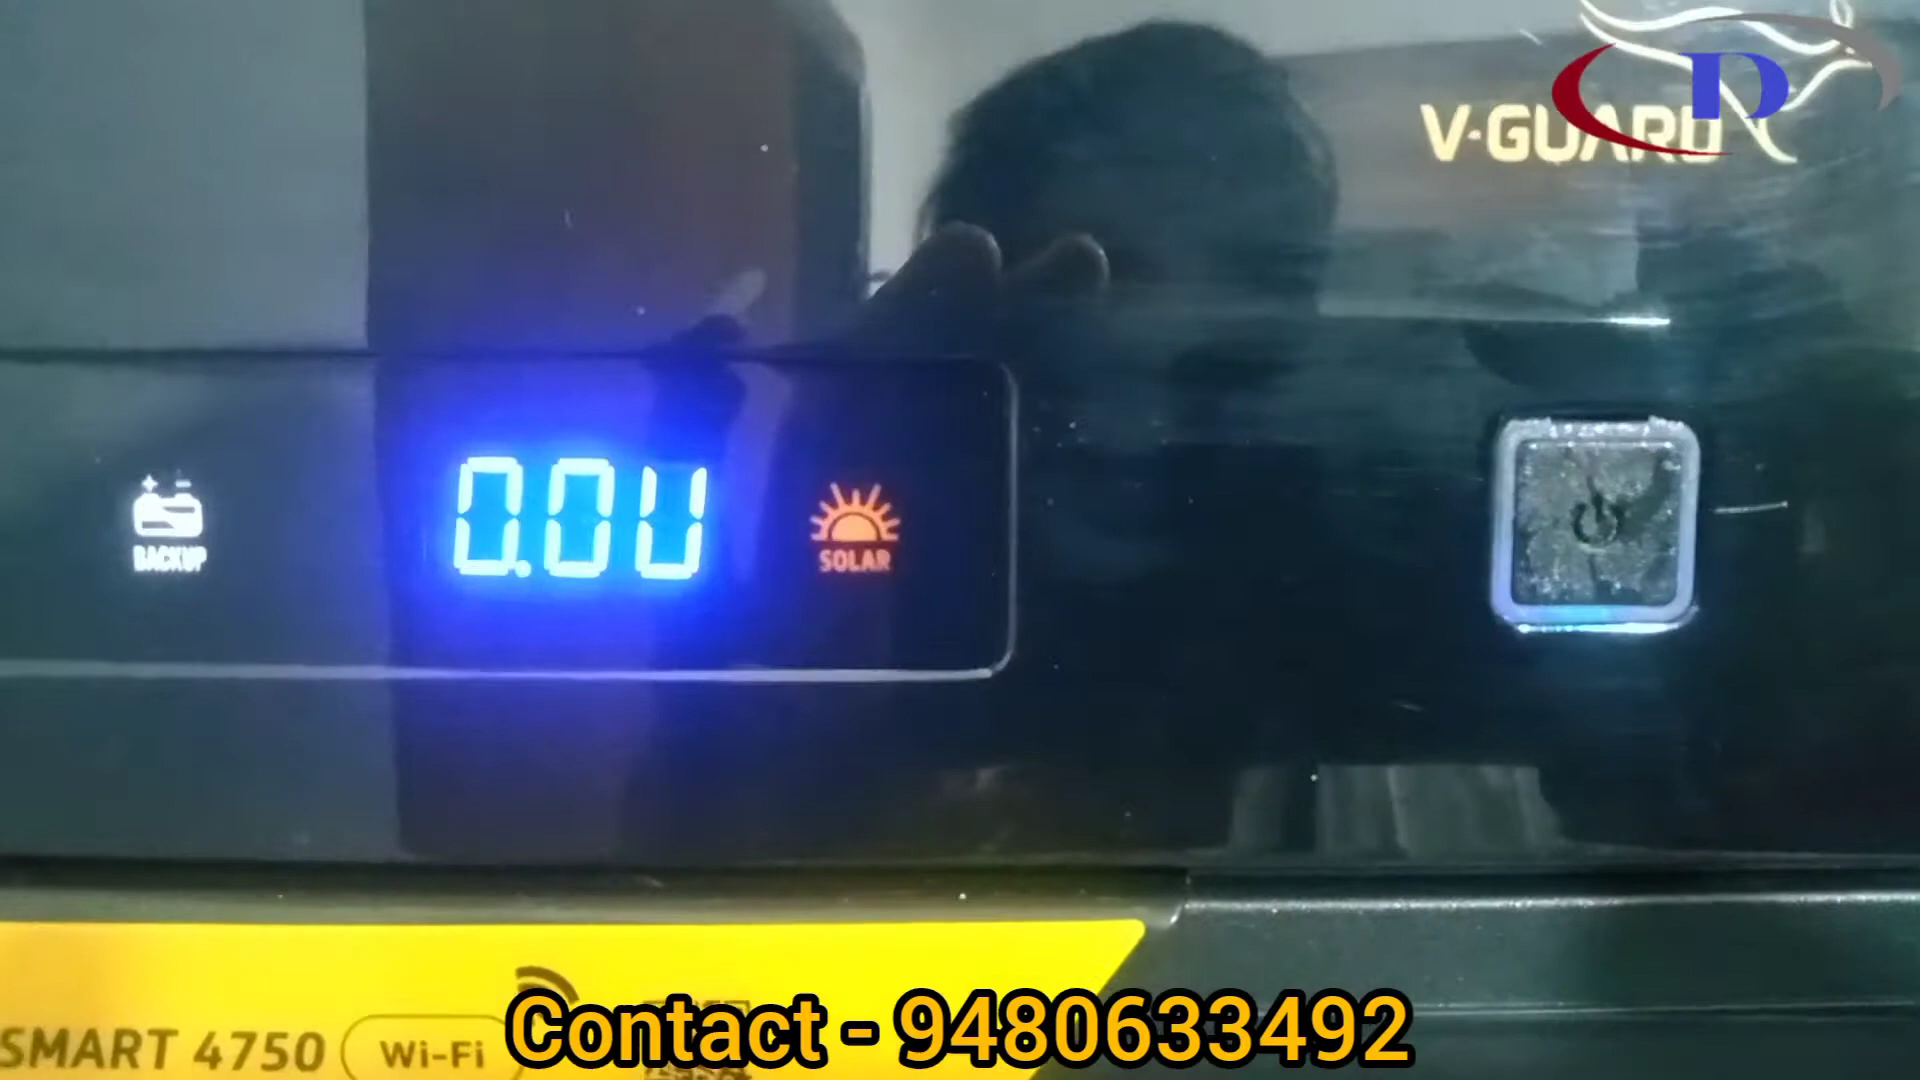 V-GUARD
D
BACKUP
0.0V
SOLAR
SMART 4750 Wi-Fi
Contact - 9480633492